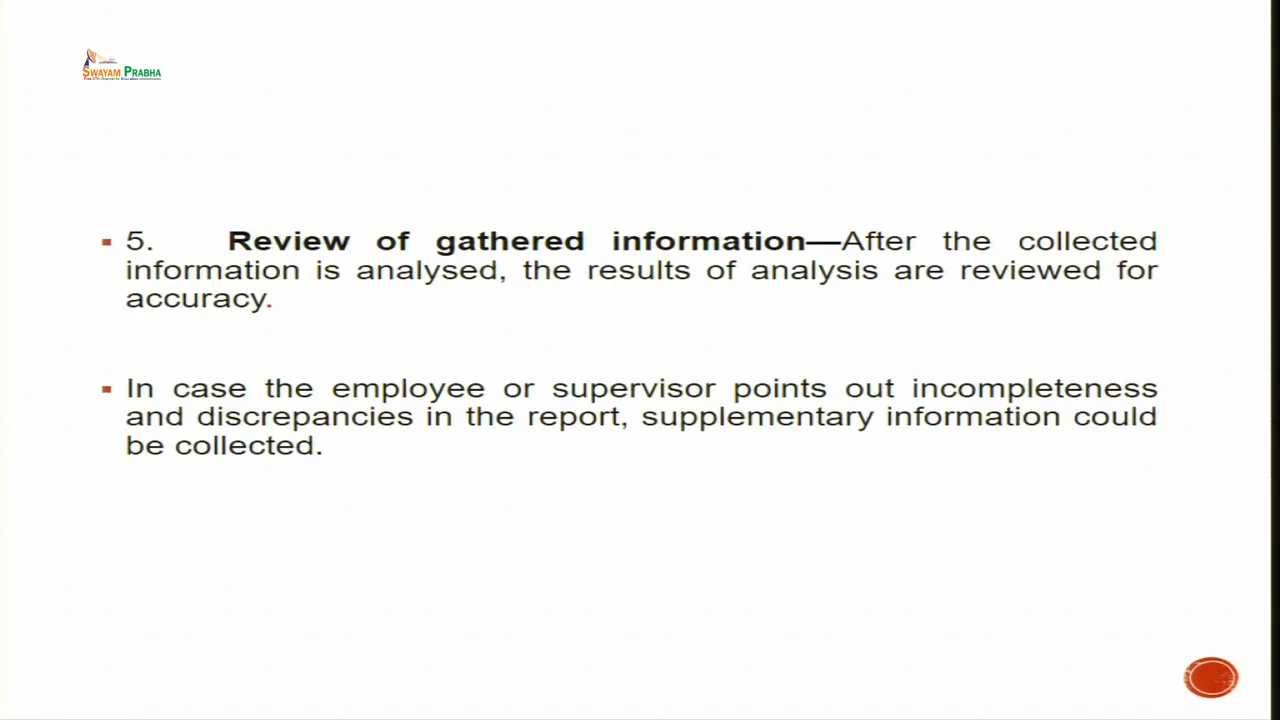 SWAYAM PRABHA
5. Review of gathered information—After the collected
information is analysed, the results of analysis are reviewed for
accuracy.
In case the employee or supervisor points out incompleteness
and discrepancies in the report, supplementary information could
be collected.